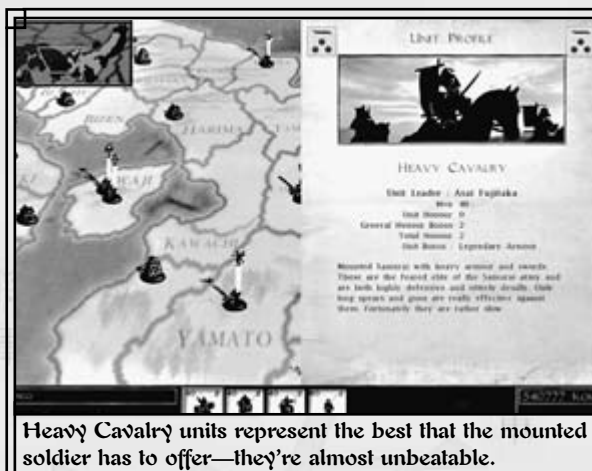 UNIT PROFILE
BIZEN
HARIMA
WAJI
KAWACHI
YAMATO
HEAVY CAVALRY
Unit Leader : Asai Fujitaka
Men
Unit Honour 0
General Honour Bonus 2
Total Honour 2
Unit Bonus : Legendary Armour
Mounted Samurai with heavy armour and swords.
These are the feared elite of the Samurai army and
are both highly defensive and utterly deadly. Only
long spears and guns are really effective against
them. Fortunately they are rather slow
Heavy Cavalry units represent the best that the mounted
soldier has to offer—they’re almost unbeatable.